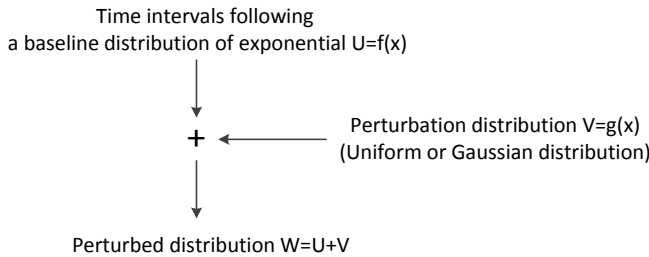 Time intervals following
a baseline distribution of exponential U=f(x)
+
Perturbation distribution V=g(x)
(Uniform or Gaussian distribution)
Perturbed distribution W=U+V